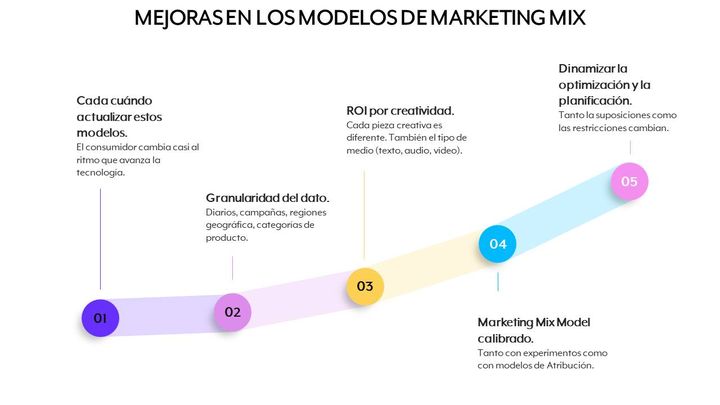 MEJORAS EN LOS MODELOS DE MARKETING MIX
Cada cuándo
actualizar estos
modelos.
El consumidor cambia casi al
ritmo que avanza la
tecnologia.
01
Granularidad del dato.
Diarios, campañas, regiones
geográfica, categorias de
producto.
02
ROI por creatividad.
Cada pieza creativa es
diferente. También el tipo de
medio (texto, audio, video).
03
04
Marketing Mix Model
calibrado.
Tanto con experimentos como
con modelos de Atribución.
Dinamizar la
optimización y la
planificación.
Tanto la suposiciones como
las restricciones cambian.
05